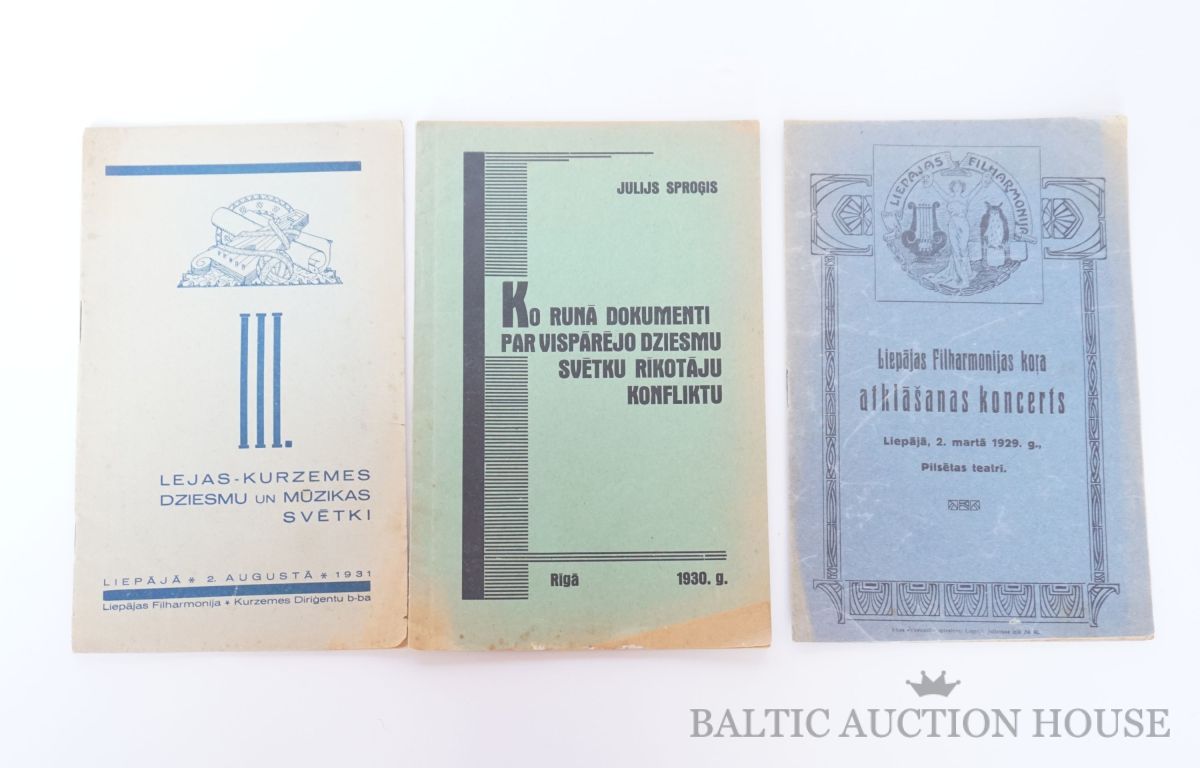 III.
LEJAS-KURZEMES
DZIESMU UN MŪZIKAS
SVĒTKI
LIEPĀJĀ * 2. AUGUSTĀ * 1931
Liepājas Filharmonija * Kurzemes Diriģentu b-ba
JULIJS SPROĢIS
KO RUNĀ DOKUMENTI
PAR VISPĀRĒJO DZIESMU
SVĒTKU RĪKOTĀJU
KONFLIKTU
Rīgā 1930. g.
LIEPĀJAS FILHARMONIJA
Liepājas Filharmonijas koŗa
atklāšanas koncerts
Liepājā, 2. martā 1929. g.,
Pilsētas teatrī.
BALTIC AUCTION HOUSE